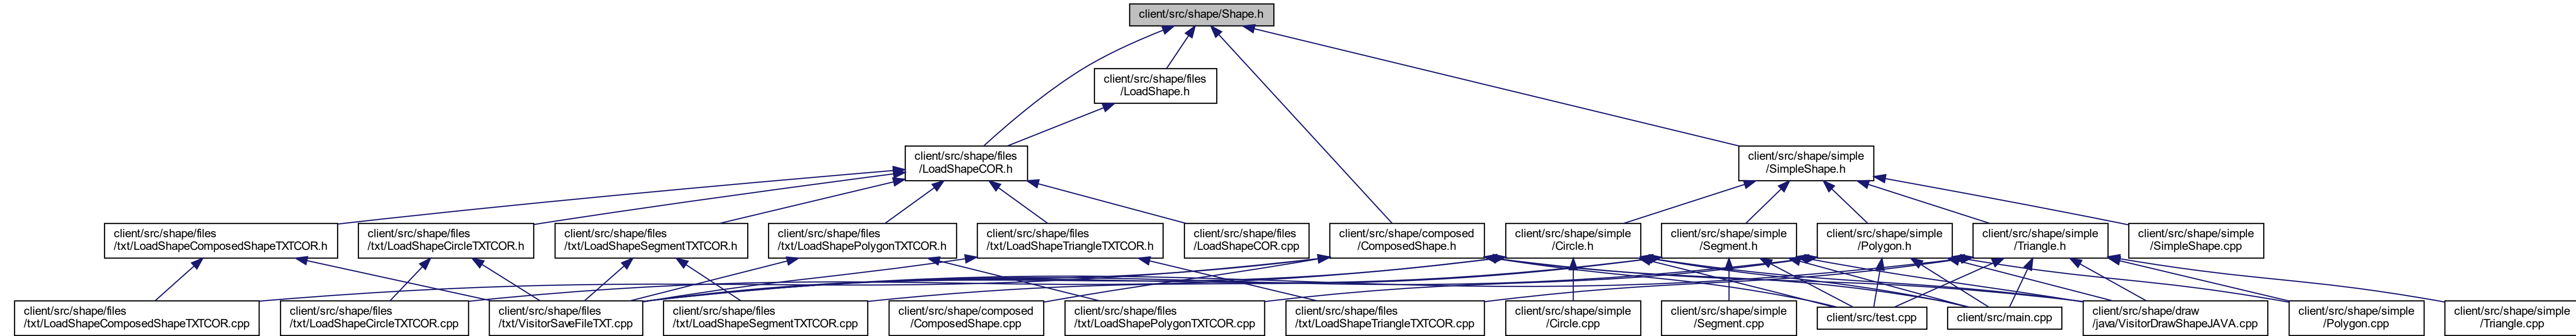 client/src/shape/Shape.h
client/src/shape/files
/LoadShape.h
client/src/shape/files
/LoadShapeCOR.h
client/src/shape/simple
/SimpleShape.h
client/src/shape/files
/txt/LoadShapeComposedShapeTXTCOR.h
client/src/shape/files
/txt/LoadShapeCircleTXTCOR.h
client/src/shape/files
/txt/LoadShapeSegmentTXTCOR.h
client/src/shape/files
/txt/LoadShapePolygonTXTCOR.h
client/src/shape/files
/txt/LoadShapeTriangleTXTCOR.h
client/src/shape/files
/LoadShapeCOR.cpp
client/src/shape/composed
/ComposedShape.h
client/src/shape/simple
/Circle.h
client/src/shape/simple
/Segment.h
client/src/shape/simple
/Polygon.h
client/src/shape/simple
/Triangle.h
client/src/shape/simple
/SimpleShape.cpp
client/src/shape/files
/txt/LoadShapeComposedShapeTXTCOR.cpp
client/src/shape/files
/txt/LoadShapeCircleTXTCOR.cpp
client/src/shape/files
/txt/VisitorSaveFileTXT.cpp
client/src/shape/files
/txt/LoadShapeSegmentTXTCOR.cpp
client/src/shape/composed
/ComposedShape.cpp
client/src/shape/files
/txt/LoadShapePolygonTXTCOR.cpp
client/src/shape/files
/txt/LoadShapeTriangleTXTCOR.cpp
client/src/shape/simple
/Circle.cpp
client/src/shape/simple
/Segment.cpp
client/src/test.cpp
client/src/main.cpp
client/src/shape/draw
/java/VisitorDrawShapeJAVA.cpp
client/src/shape/simple
/Polygon.cpp
client/src/shape/simple
/Triangle.cpp